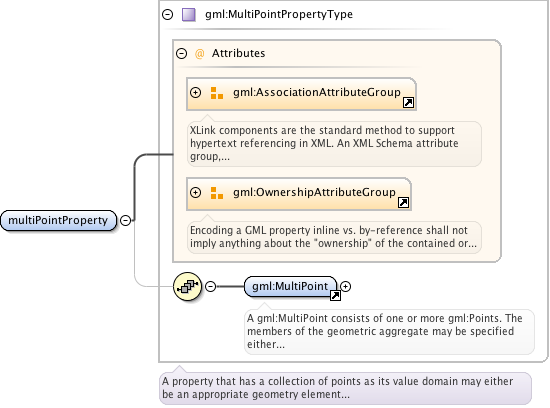 gml:MultiPointPropertyType
@ Attributes
gml:AssociationAttributeGroup
XLink components are the standard method to support
hypertext referencing in XML. An XML Schema attribute
group,...
gml:OwnershipAttributeGroup
Encoding a GML property inline vs. by-reference shall not
imply anything about the "ownership" of the contained or...
multiPointProperty
gml:MultiPoint
A gml:MultiPoint consists of one or more gml:Points. The
members of the geometric aggregate may be specified
either...
A property that has a collection of points as its value domain may either
be an appropriate geometry element...